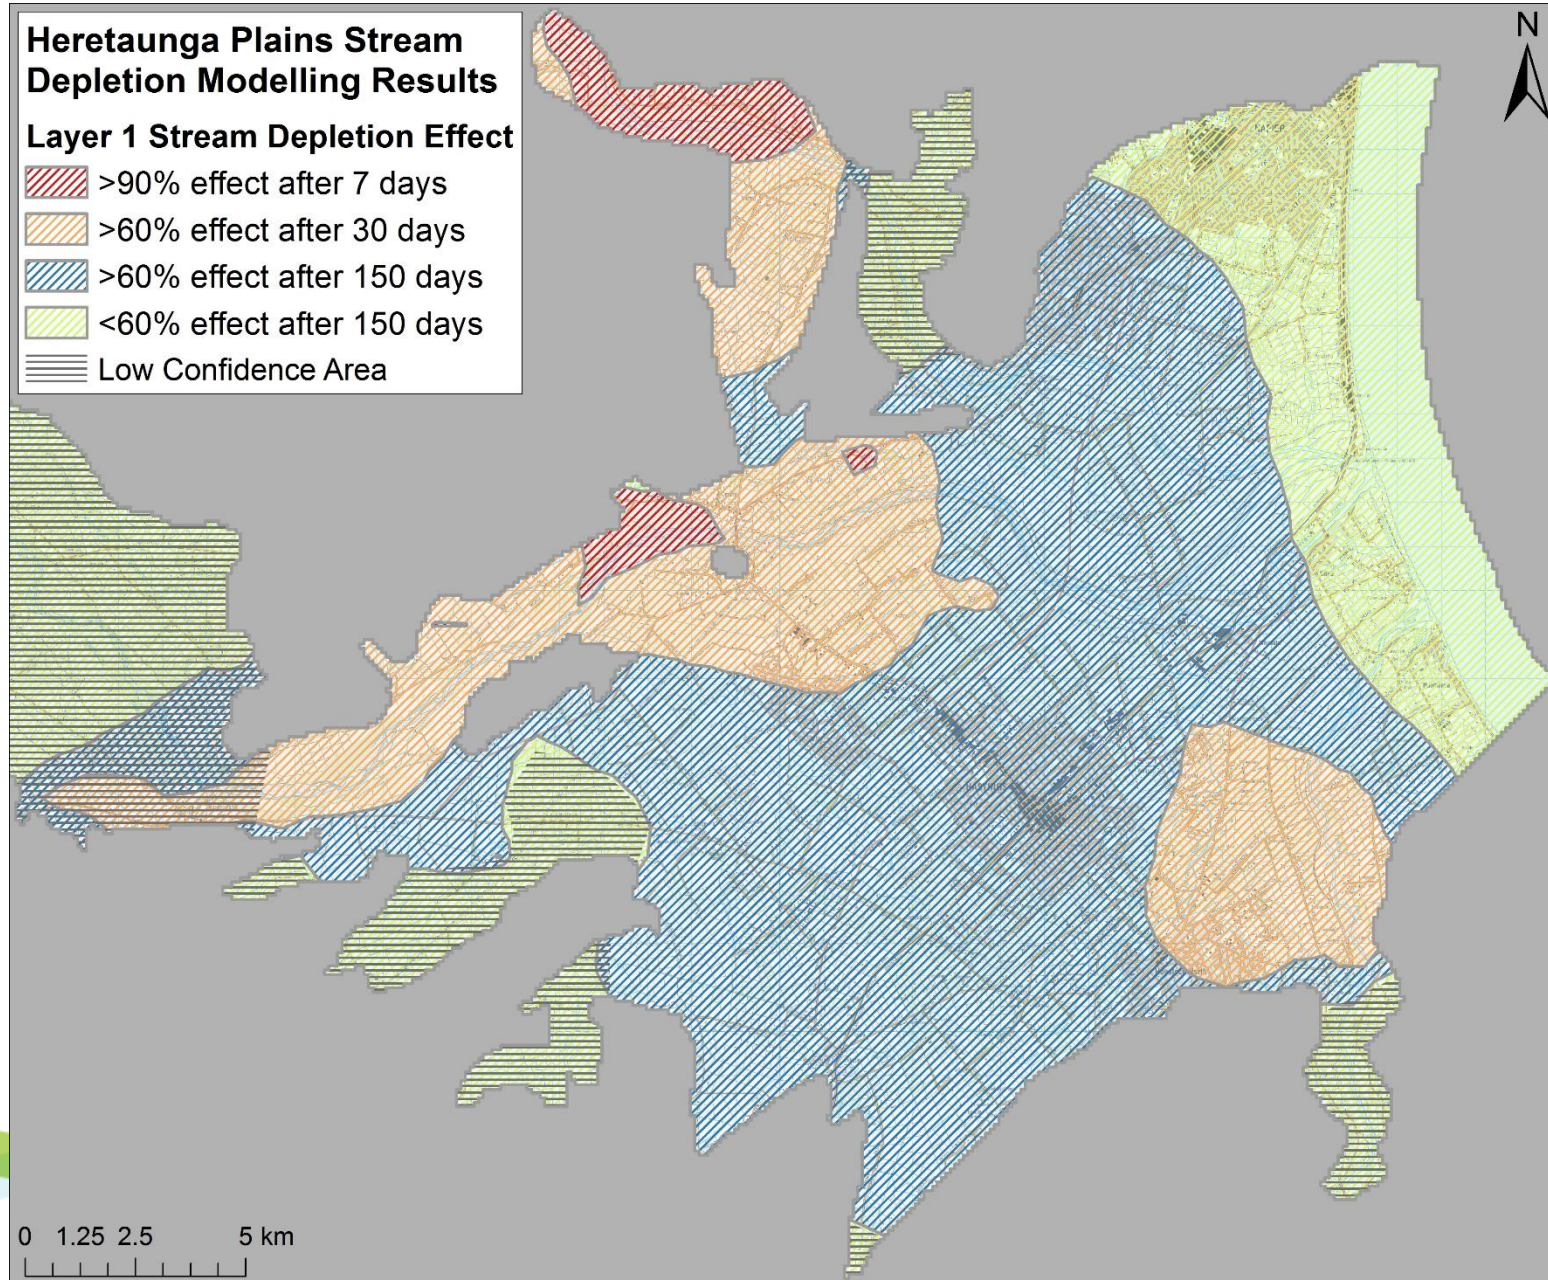 Heretaunga Plains Stream
Depletion Modelling Results
Layer 1 Stream Depletion Effect
>90% effect after 7 days
>60% effect after 30 days
>60% effect after 150 days
<60% effect after 150 days
Low Confidence Area
N
NAPIER
HASTINGS
0 1.25 2.5 5 km